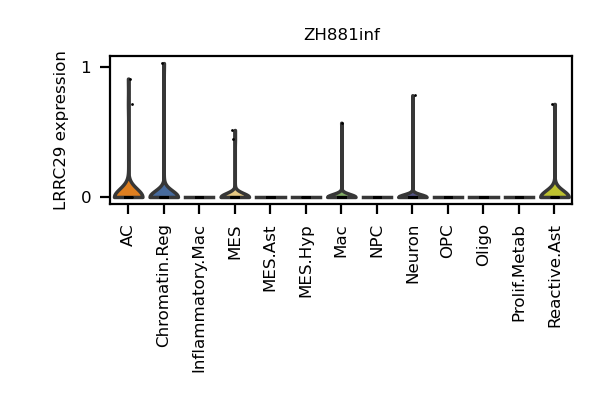 ZH881inf
LRRC29 expression
1
0
AC
Chromatin.Reg
Inflammatory.Mac
MES
MES.Ast
MES.Hyp
Mac
NPC
Neuron
OPC
Oligo
Prolif.Metab
Reactive.Ast